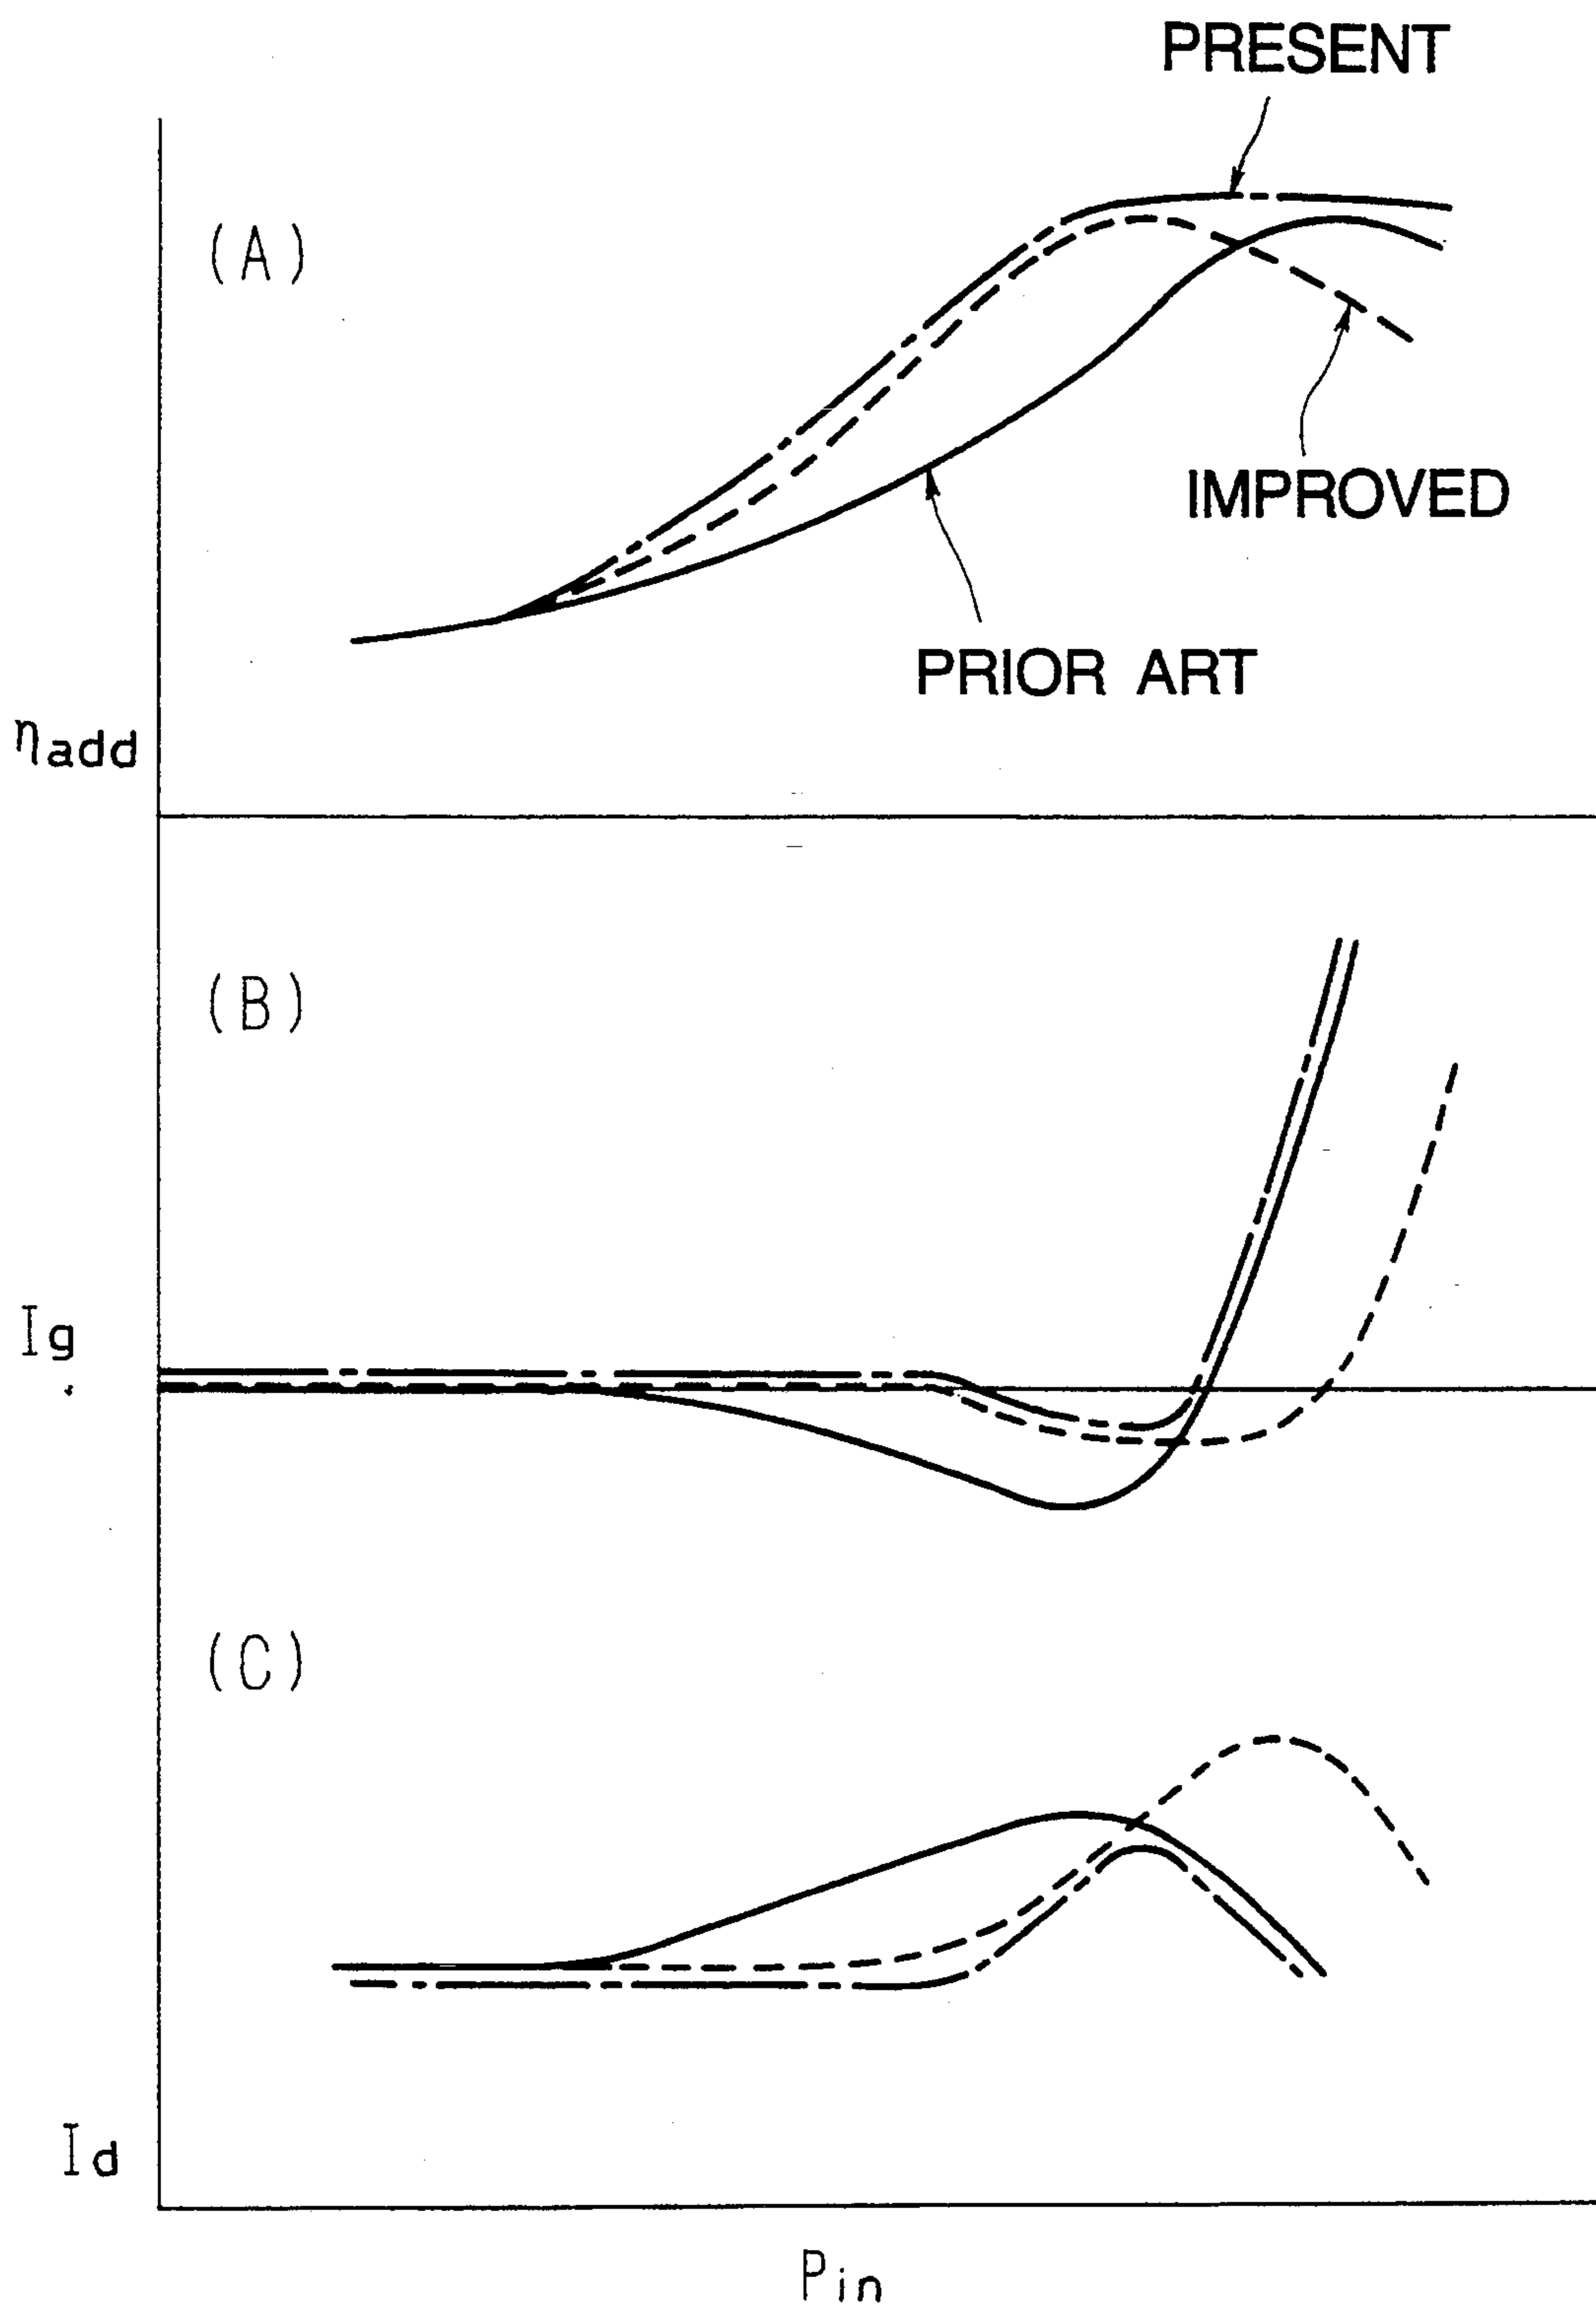 PRESENT
(A)
IMPROVED
PRIOR ART
ηadd
(B)
Ig
(C)
Id
Pin